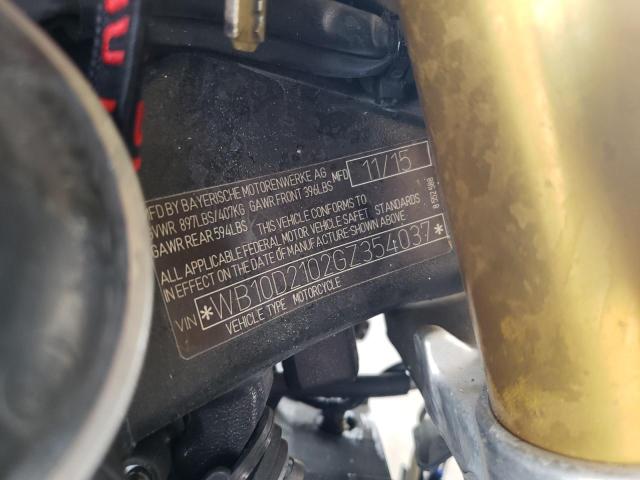 MFD BY BAYERISCHE MOTORENWERKE AG MFD 11/15
GVWR 897LBS/407KG GAWR FRONT 396LBS
GAWR REAR 594LBS THIS VEHICLE CONFORMS TO
ALL APPLICABLE FEDERAL MOTOR VEHICLE SAFETY STANDARDS
IN EFFECT ON THE DATE OF MANUFACTURE SHOWN ABOVE
VIN *WB10D2102GZ354037*
VEHICLE TYPE MOTORCYCLE